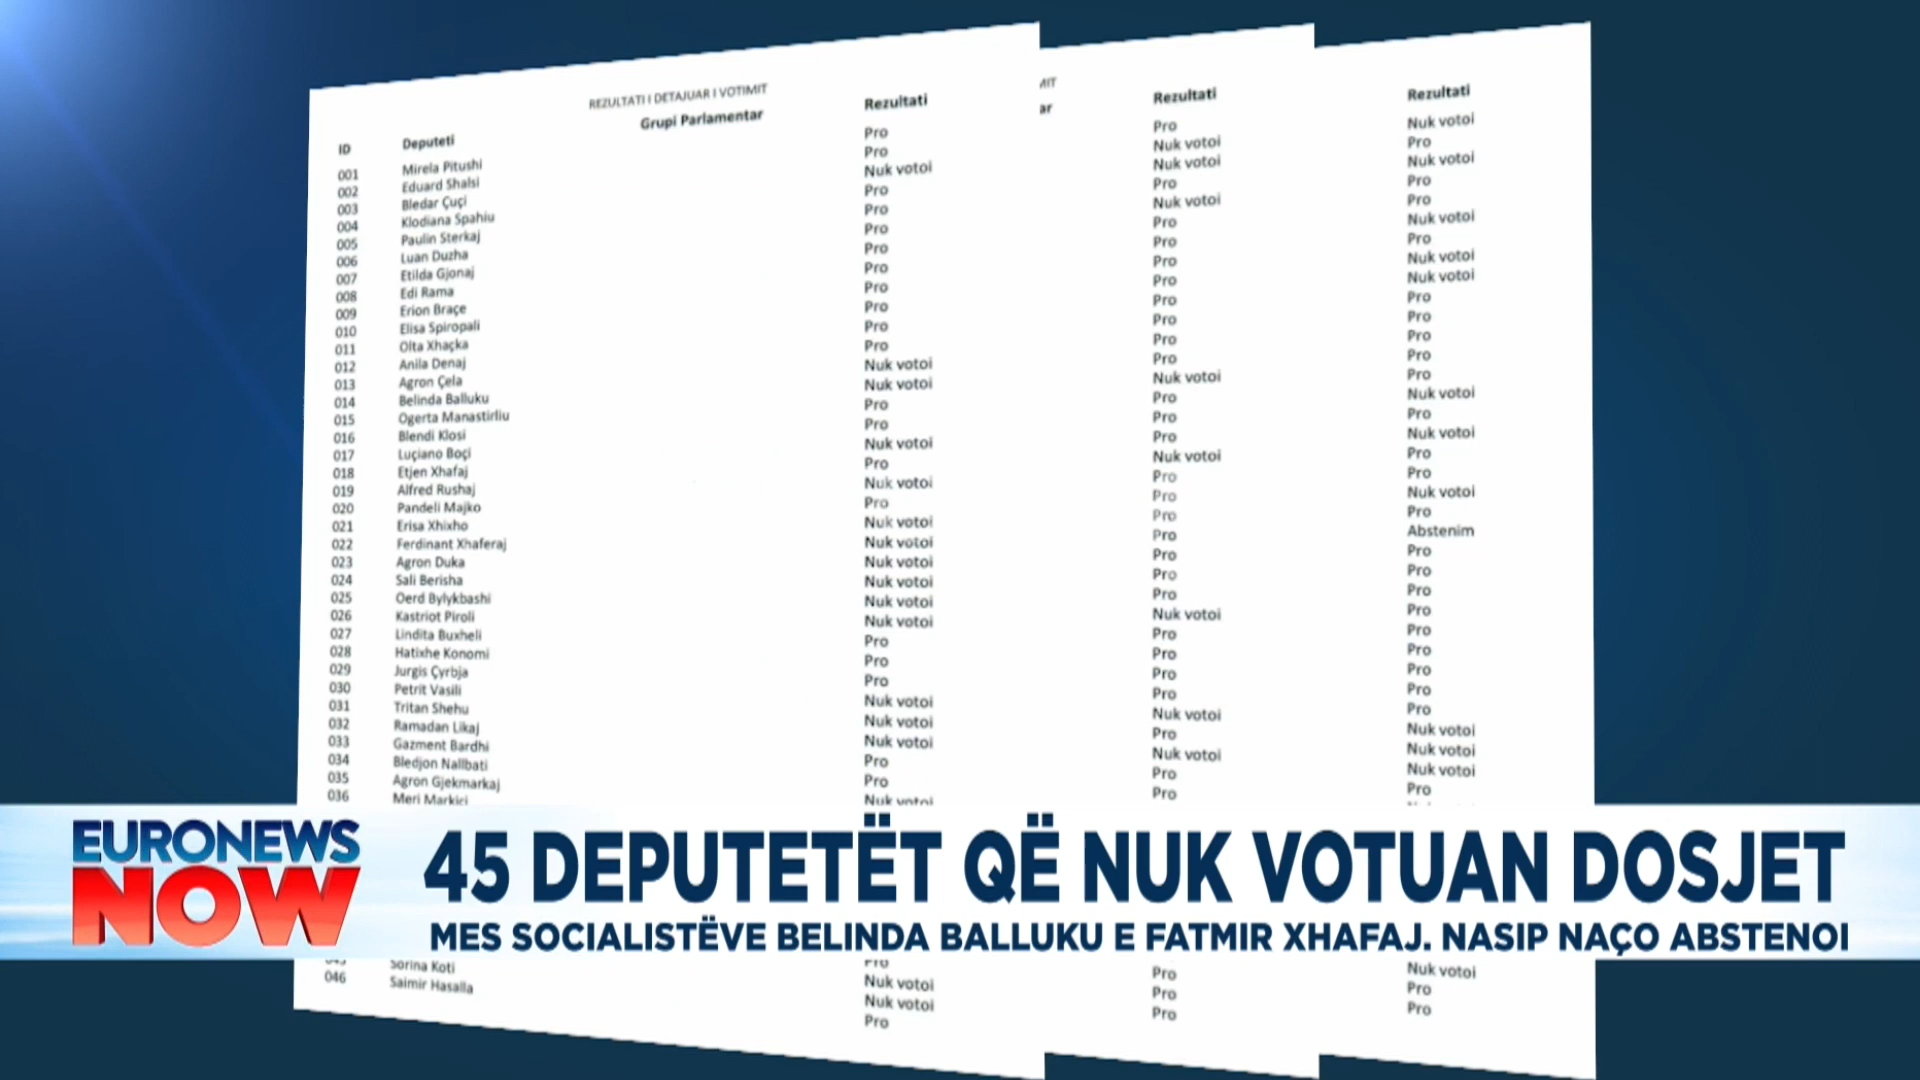 REZULTATI I DETAJUAR I VOTIMIT
ID Deputeti Grupi Parlamentar Rezultati
001 Mirela Pitushi
002 Eduard Shalsi
003 Bledar Çuçi
004 Klodiana Spahiu
005 Paulin Sterkaj
006 Luan Duzha
007 Etilda Gjonaj
008 Edi Rama
009 Erion Braçe
010 Elisa Spiropali
011 Olta Xhaçka
012 Anila Denaj
013 Agron Çela
014 Belinda Balluku
015 Ogerta Manastirliu
016 Blendi Klosi
017 Luçiano Boçi
018 Etjen Xhafaj
019 Alfred Rushaj
020 Pandeli Majko
021 Erisa Xhixho
022 Ferdinant Xhaferaj
023 Agron Duka
024 Sali Berisha
025 Oerd Bylykbashi
026 Kastriot Piroli
027 Lindita Buxheli
028 Hatixhe Konomi
029 Jurgis Çyrbja
030 Petrit Vasili
031 Tritan Shehu
032 Ramadan Likaj
033 Gazment Bardhi
034 Bledjon Nallbati
035 Agron Gjekmarkaj
036 Meri Markiçi
Sorina Koti
046 Saimir Hasalla
Pro
Pro
Nuk votoi
Pro
Pro
Pro
Pro
Pro
Pro
Pro
Pro
Pro
Nuk votoi
Nuk votoi
Pro
Pro
Nuk votoi
Pro
Nuk votoi
Pro
Nuk votoi
Nuk votoi
Nuk votoi
Nuk votoi
Nuk votoi
Nuk votoi
Pro
Pro
Pro
Nuk votoi
Nuk votoi
Nuk votoi
Pro
Pro
Nuk votoi
Pro
Nuk votoi
Nuk votoi
Pro
Rezultati
Pro
Nuk votoi
Nuk votoi
Pro
Nuk votoi
Pro
Pro
Pro
Pro
Pro
Pro
Pro
Pro
Nuk votoi
Pro
Pro
Pro
Nuk votoi
Pro
Pro
Pro
Pro
Pro
Pro
Pro
Nuk votoi
Pro
Pro
Pro
Pro
Nuk votoi
Pro
Nuk votoi
Pro
Pro
Pro
Pro
Pro
Rezultati
Nuk votoi
Pro
Nuk votoi
Pro
Pro
Nuk votoi
Pro
Nuk votoi
Nuk votoi
Pro
Pro
Pro
Pro
Pro
Nuk votoi
Pro
Nuk votoi
Pro
Pro
Nuk votoi
Pro
Abstenim
Pro
Pro
Pro
Pro
Pro
Pro
Pro
Pro
Pro
Nuk votoi
Nuk votoi
Nuk votoi
Pro
Nuk votoi
Pro
Pro
EURONEWS
NOW
45 DEPUTETËT QË NUK VOTUAN DOSJET
MES SOCIALISTËVE BELINDA BALLUKU E FATMIR XHAFAJ. NASIP NAÇO ABSTENOI